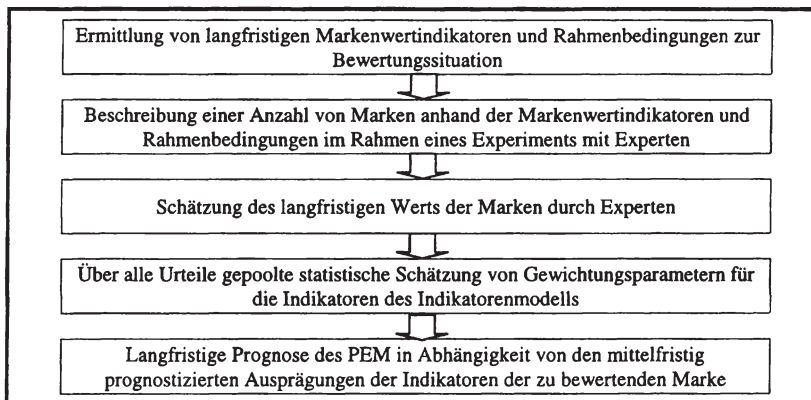 Ermittlung von langfristigen Markenwertindikatoren und Rahmenbedingungen zur
Bewertungssituation
Beschreibung einer Anzahl von Marken anhand der Markenwertindikatoren und
Rahmenbedingungen im Rahmen eines Experiments mit Experten
Schätzung des langfristigen Werts der Marken durch Experten
Über alle Urteile gepoolte statistische Schätzung von Gewichtungsparametern für
die Indikatoren des Indikatorenmodells
Langfristige Prognose des PEM in Abhängigkeit von den mittelfristig
prognostizierten Ausprägungen der Indikatoren der zu bewertenden Marke